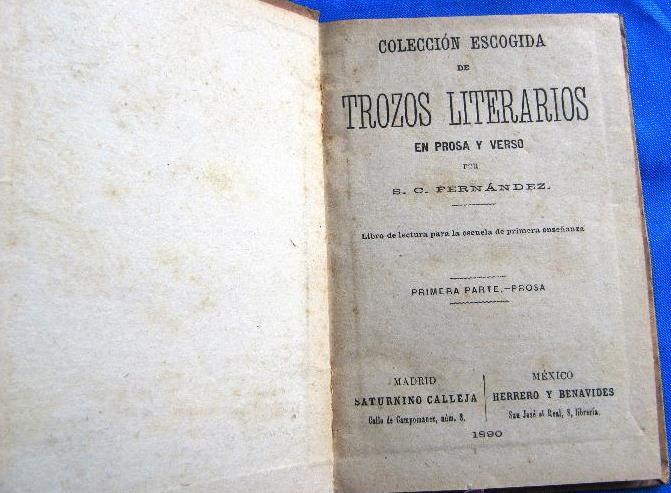 COLECCIÓN ESCOGIDA
DE
TROZOS LITERARIOS
EN PROSA Y VERSO
POR
S. C. FERNÁNDEZ.
Libro de lectura para la escuela de primera enseñanza
PRIMERA PARTE.—PROSA
MADRID
SATURNINO CALLEJA
Calle de Campomanes, núm. 8.
MÉXICO
HERRERO Y BENAVIDES
San José el Real, 8, librería.
1890